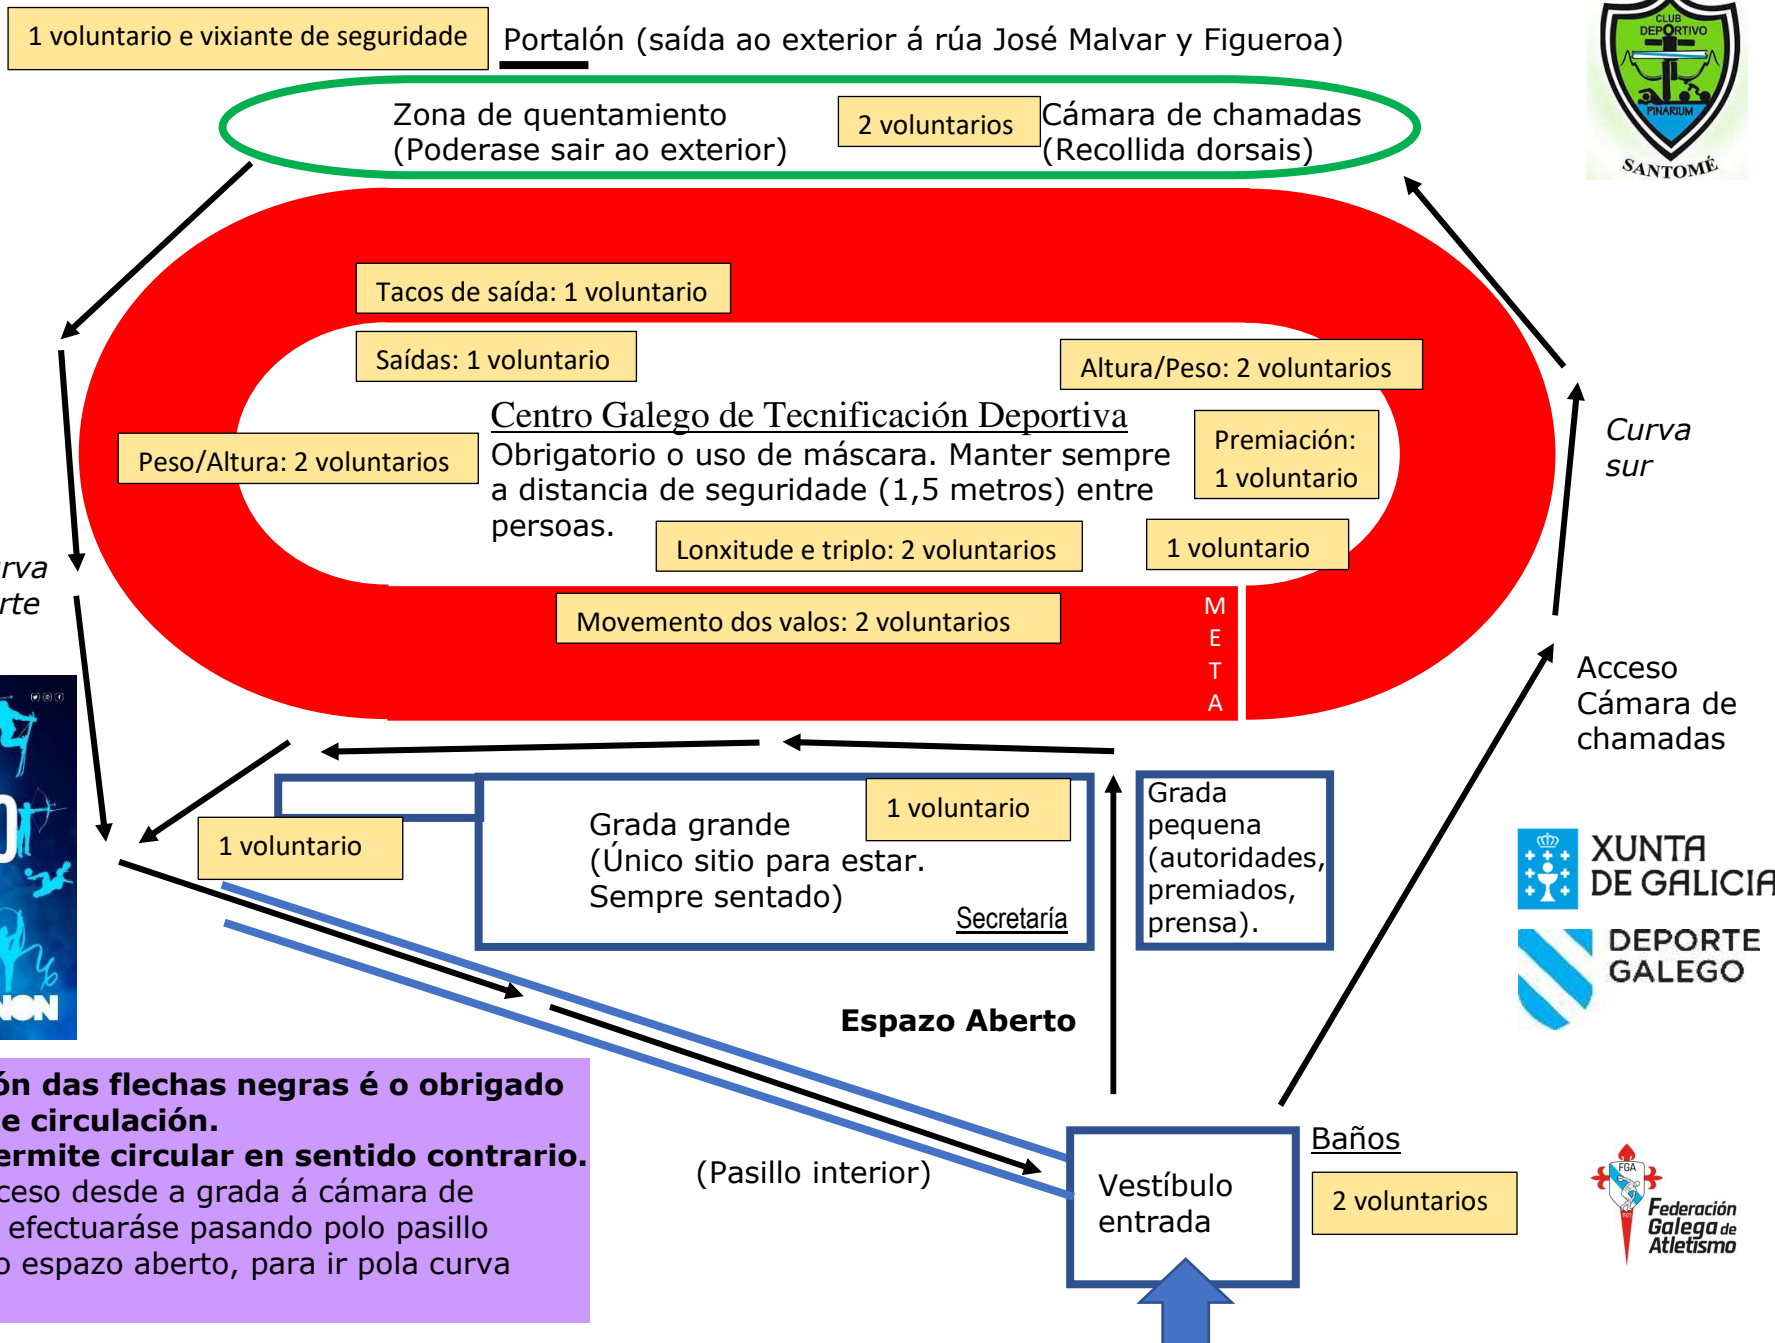 1 voluntario e vixiante de seguridade
Portalón (saída ao exterior á rúa José Malvar y Figueroa)
CLUB
DEPORTIVO
PINARIUM
SANTOMÉ
Zona de quentamiento
(Poderase sair ao exterior)
2 voluntarios
Cámara de chamadas
(Recollida dorsais)
Tacos de saída: 1 voluntario
Saídas: 1 voluntario
Altura/Peso: 2 voluntarios
Centro Galego de Tecnificación Deportiva
Obrigatorio o uso de máscara. Manter sempre
a distancia de seguridade (1,5 metros) entre
persoas.
Peso/Altura: 2 voluntarios
Premiación:
1 voluntario
Curva
sur
Lonxitude e triplo: 2 voluntarios
1 voluntario
rva
rte
Movemento dos valos: 2 voluntarios
META
Acceso
Cámara de
chamadas
1 voluntario
Grada grande
(Único sitio para estar.
Sempre sentado)
1 voluntario
Secretaría
Grada
pequena
(autoridades,
premiados,
prensa).
XUNTA
DE GALICIA
DEPORTE
GALEGO
NON
Espazo Aberto
ón das flechas negras é o obrigado
e circulación.
ermite circular en sentido contrario.
ceso desde a grada á cámara de
efectuaráse pasando polo pasillo
o espazo aberto, para ir pola curva
(Pasillo interior)
Vestíbulo
entrada
Baños
2 voluntarios
FGA
Federación
Galega de
Atletismo